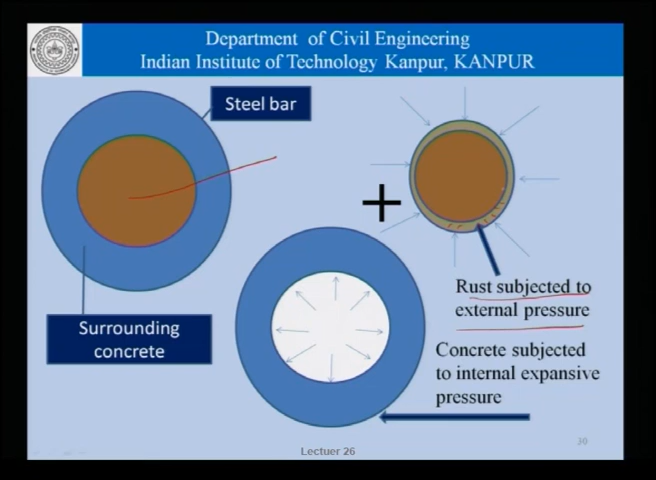 Department of Civil Engineering
Indian Institute of Technology Kanpur, KANPUR
Steel bar
+
Rust subjected to
external pressure
Surrounding
concrete
Concrete subjected
to internal expansive
pressure
30
Lectuer 26